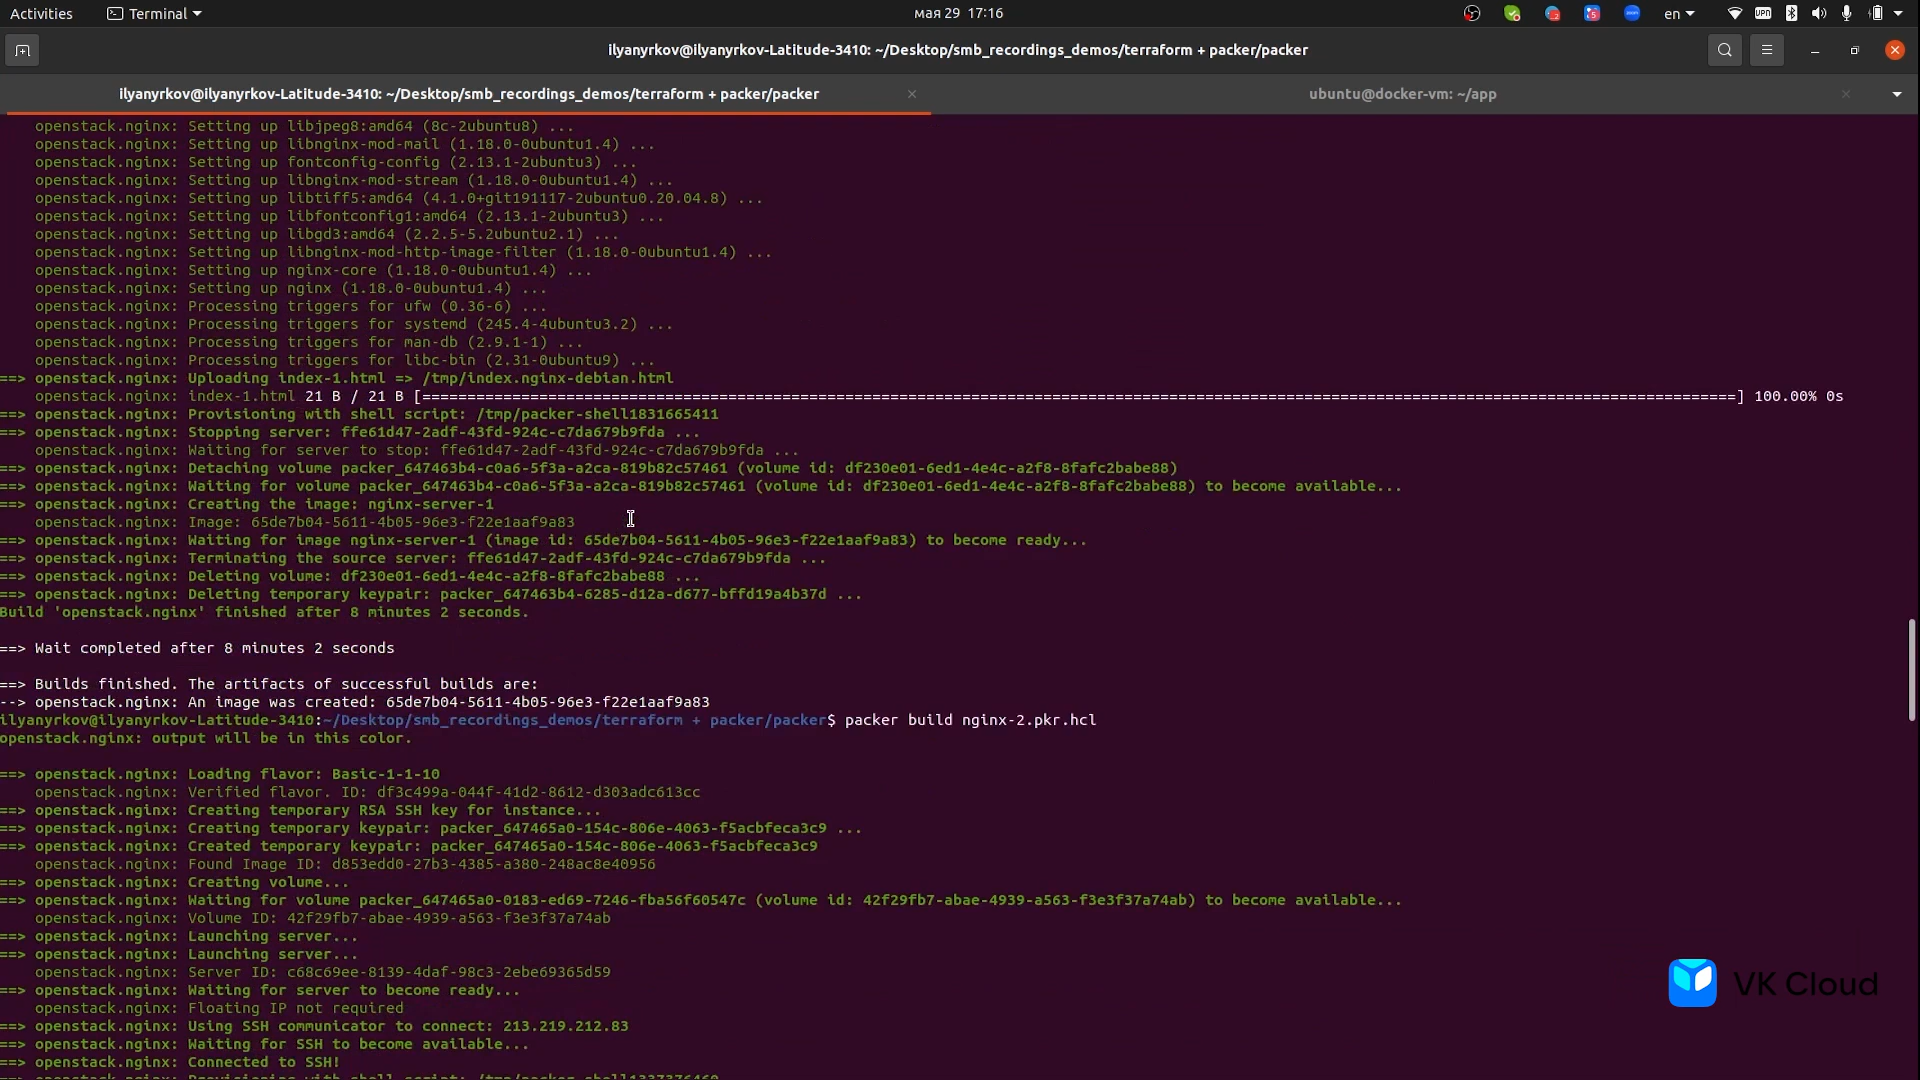 Activities Terminal мая 29 17:16 en
ilyanyrkov@ilyanyrkov-Latitude-3410: ~/Desktop/smb_recordings_demos/terraform + packer/packer
ilyanyrkov@ilyanyrkov-Latitude-3410: ~/Desktop/smb_recordings_demos/terraform + packer/packer × ubuntu@docker-vm: ~/app ×
openstack.nginx: Setting up libjpeg8:amd64 (8c-2ubuntu8) ...
openstack.nginx: Setting up libnginx-mod-mail (1.18.0-0ubuntu1.4) ...
openstack.nginx: Setting up fontconfig-config (2.13.1-2ubuntu3) ...
openstack.nginx: Setting up libnginx-mod-stream (1.18.0-0ubuntu1.4) ...
openstack.nginx: Setting up libtiff5:amd64 (4.1.0+git191117-2ubuntu0.20.04.8) ...
openstack.nginx: Setting up libfontconfig1:amd64 (2.13.1-2ubuntu3) ...
openstack.nginx: Setting up libgd3:amd64 (2.2.5-5.2ubuntu2.1) ...
openstack.nginx: Setting up libnginx-mod-http-image-filter (1.18.0-0ubuntu1.4) ...
openstack.nginx: Setting up nginx-core (1.18.0-0ubuntu1.4) ...
openstack.nginx: Setting up nginx (1.18.0-0ubuntu1.4) ...
openstack.nginx: Processing triggers for ufw (0.36-6) ...
openstack.nginx: Processing triggers for systemd (245.4-4ubuntu3.2) ...
openstack.nginx: Processing triggers for man-db (2.9.1-1) ...
openstack.nginx: Processing triggers for libc-bin (2.31-0ubuntu9) ...
==> openstack.nginx: Uploading index-1.html => /tmp/index.nginx-debian.html
openstack.nginx: index-1.html 21 B / 21 B [==================================================================================================================================================] 100.00% 0s
==> openstack.nginx: Provisioning with shell script: /tmp/packer-shell1831665411
==> openstack.nginx: Stopping server: ffe61d47-2adf-43fd-924c-c7da679b9fda ...
openstack.nginx: Waiting for server to stop: ffe61d47-2adf-43fd-924c-c7da679b9fda ...
==> openstack.nginx: Detaching volume packer_647463b4-c0a6-5f3a-a2ca-819b82c57461 (volume id: df230e01-6ed1-4e4c-a2f8-8fafc2babe88)
==> openstack.nginx: Waiting for volume packer_647463b4-c0a6-5f3a-a2ca-819b82c57461 (volume id: df230e01-6ed1-4e4c-a2f8-8fafc2babe88) to become available...
==> openstack.nginx: Creating the image: nginx-server-1
openstack.nginx: Image: 65de7b04-5611-4b05-96e3-f22e1aaf9a83
==> openstack.nginx: Waiting for image nginx-server-1 (image id: 65de7b04-5611-4b05-96e3-f22e1aaf9a83) to become ready...
==> openstack.nginx: Terminating the source server: ffe61d47-2adf-43fd-924c-c7da679b9fda ...
==> openstack.nginx: Deleting volume: df230e01-6ed1-4e4c-a2f8-8fafc2babe88 ...
==> openstack.nginx: Deleting temporary keypair: packer_647463b4-6285-d12a-d677-bffd19a4b37d ...
Build 'openstack.nginx' finished after 8 minutes 2 seconds.
==> Wait completed after 8 minutes 2 seconds
==> Builds finished. The artifacts of successful builds are:
--> openstack.nginx: An image was created: 65de7b04-5611-4b05-96e3-f22e1aaf9a83
ilyanyrkov@ilyanyrkov-Latitude-3410:~/Desktop/smb_recordings_demos/terraform + packer/packer$ packer build nginx-2.pkr.hcl
openstack.nginx: output will be in this color.
==> openstack.nginx: Loading flavor: Basic-1-1-10
openstack.nginx: Verified flavor. ID: df3c499a-044f-41d2-8612-d303adc613cc
==> openstack.nginx: Creating temporary RSA SSH key for instance...
==> openstack.nginx: Creating temporary keypair: packer_647465a0-154c-806e-4063-f5acbfeca3c9 ...
==> openstack.nginx: Created temporary keypair: packer_647465a0-154c-806e-4063-f5acbfeca3c9
openstack.nginx: Found Image ID: d853edd0-27b3-4385-a380-248ac8e40956
==> openstack.nginx: Creating volume...
==> openstack.nginx: Waiting for volume packer_647465a0-0183-ed69-7246-fba56f60547c (volume id: 42f29fb7-abae-4939-a563-f3e3f37a74ab) to become available...
openstack.nginx: Volume ID: 42f29fb7-abae-4939-a563-f3e3f37a74ab
==> openstack.nginx: Launching server...
==> openstack.nginx: Launching server...
openstack.nginx: Server ID: c68c69ee-8139-4daf-98c3-2ebe69365d59
==> openstack.nginx: Waiting for server to become ready...
openstack.nginx: Floating IP not required
==> openstack.nginx: Using SSH communicator to connect: 213.219.212.83
==> openstack.nginx: Waiting for SSH to become available...
==> openstack.nginx: Connected to SSH!
VK Cloud